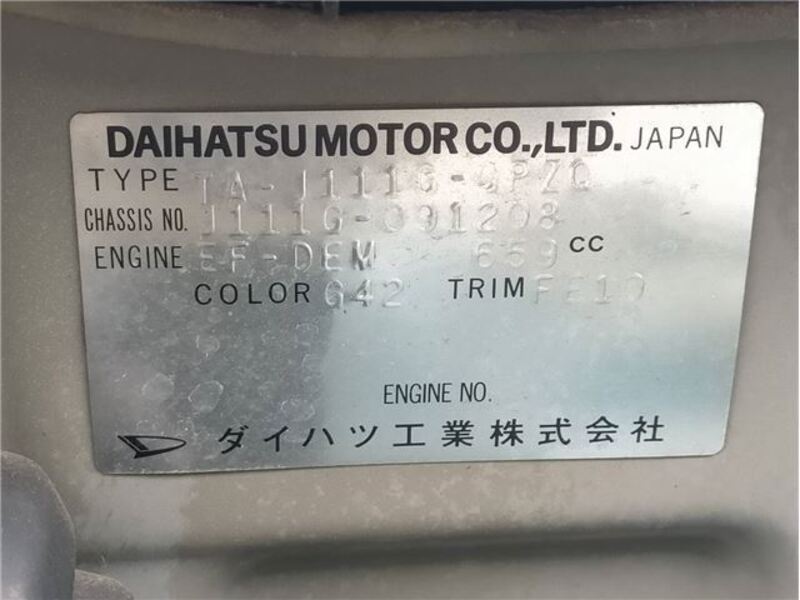 DAIHATSU MOTOR CO.,LTD. JAPAN
TYPE TA-J111G-GPZQ
CHASSIS NO. J111G-091208
ENGINE EF-DEM 659 CC
COLOR G42 TRIM FE10
ENGINE NO.
ダイハツ工業株式会社